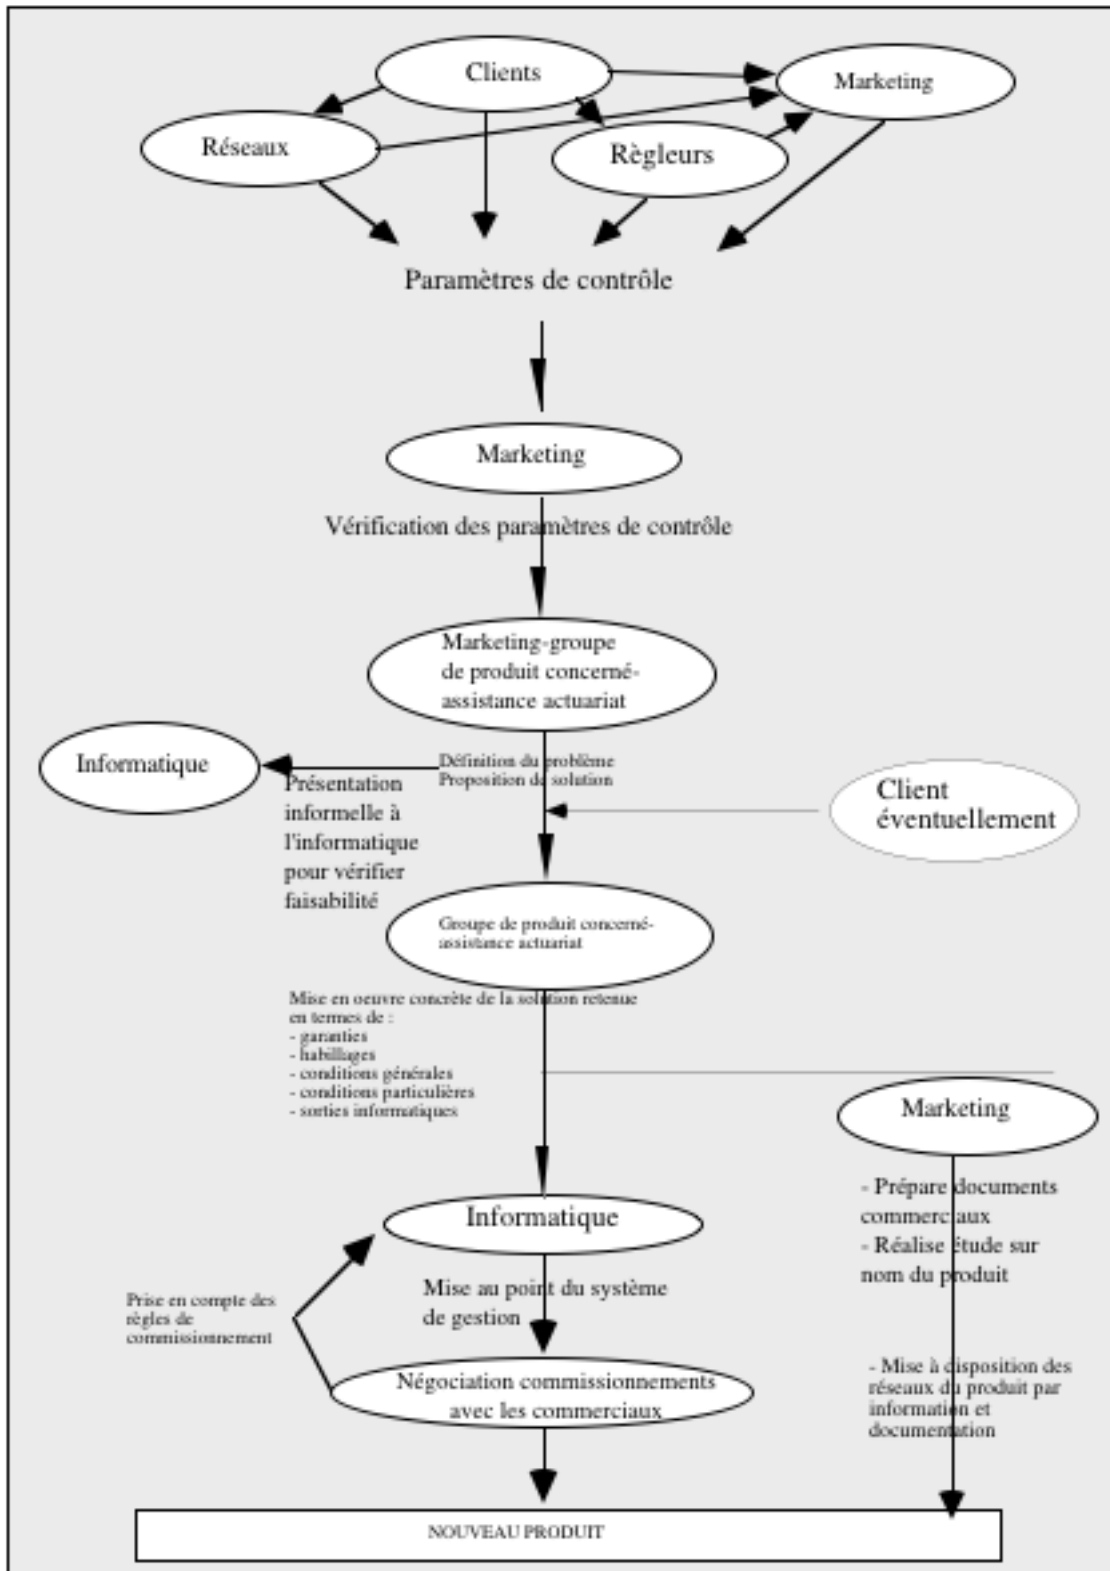 Clients
Marketing
Réseaux
Règleurs
Paramètres de contrôle
Marketing
Vérification des paramètres de contrôle
Marketing-groupe
de produit concerné-
assistance actuariat
Informatique
Définition du problème
Proposition de solution
Présentation
informelle à
l'informatique
pour vérifier
faisabilité
Client
éventuellement
Groupe de produit concerné-
assistance actuariat
Mise en oeuvre concrète de la solution retenue
en termes de :
- garanties
- habillages
- conditions générales
- conditions particulières
- sorties informatiques
Marketing
- Prépare documents
commerciaux
- Réalise étude sur
nom du produit
Informatique
Mise au point du système
de gestion
Prise en compte des
règles de
commissionnement
Négociation commissionnements
avec les commerciaux
- Mise à disposition des
réseaux du produit par
information et
documentation
NOUVEAU PRODUIT